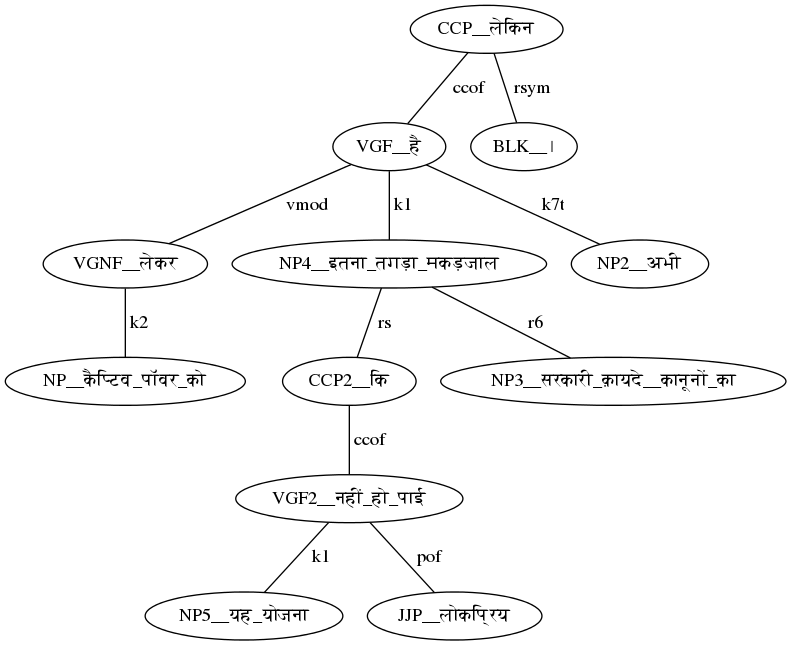 CCP__लेकिन
ccof rsym
VGF__है BLK__।
vmod k1 k7t
VGNF__लेकर NP4__इतना_तगड़ा_मकड़जाल NP2__अभी
k2 rs r6
NP__कैप्टिव_पॉवर_को CCP2__कि NP3__सरकारी_क़ायदे__कानूनों_का
ccof
VGF2__नहीं_हो_पाई
k1 pof
NP5__यह_योजना JJP__लोकप्रिय